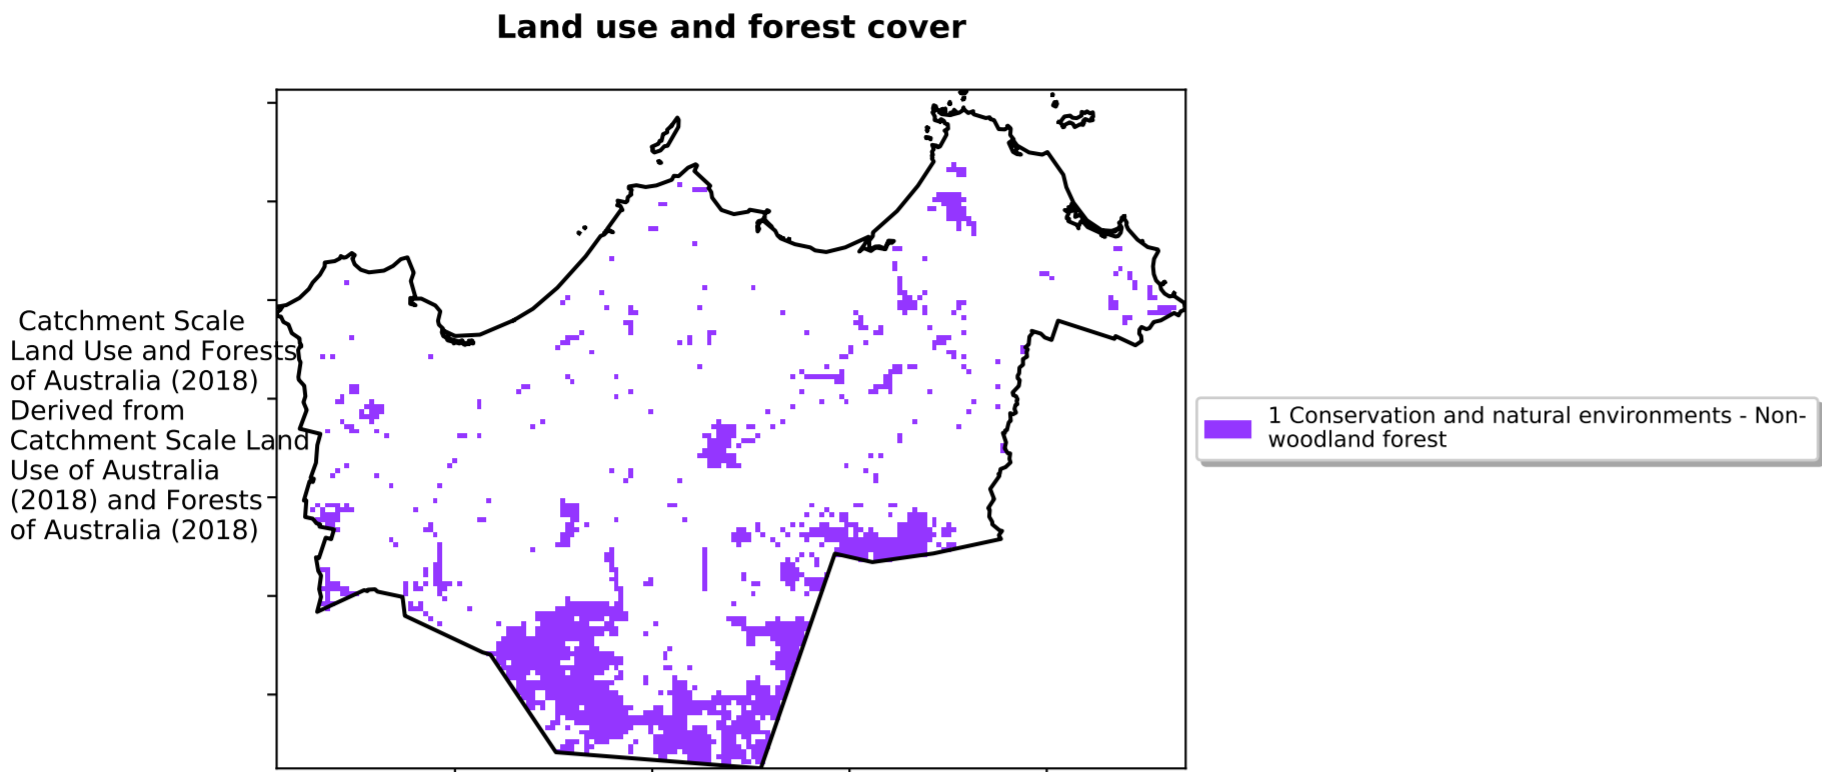 Land use and forest cover
Catchment Scale
Land Use and Forests
of Australia (2018)
Derived from
Catchment Scale Land
Use of Australia
(2018) and Forests
of Australia (2018)
1 Conservation and natural environments - Non-
woodland forest